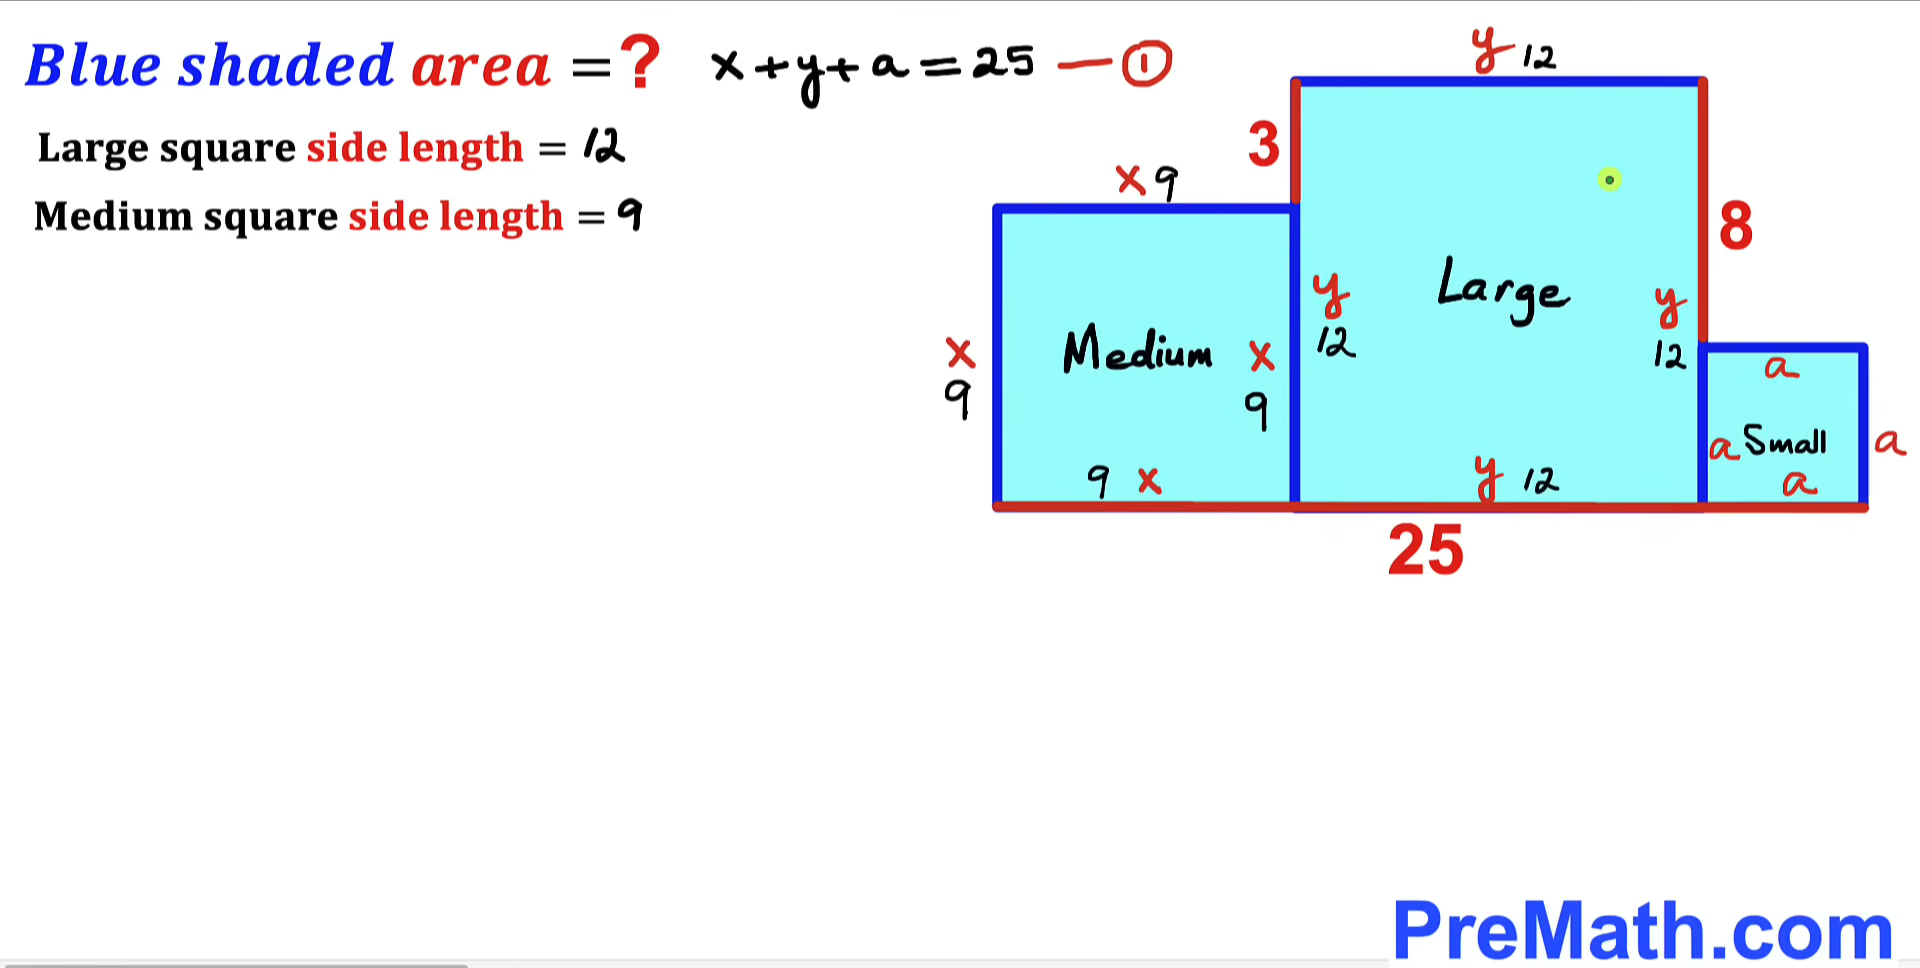 Blue shaded area = ? x + y + a = 25 — ①
Large square side length = 12
Medium square side length = 9
y 12
3
x 9
8
Large
y
12
y
12
Medium
x
9
x
9
a
a Small a
a
9 x
y 12
25
PreMath.com